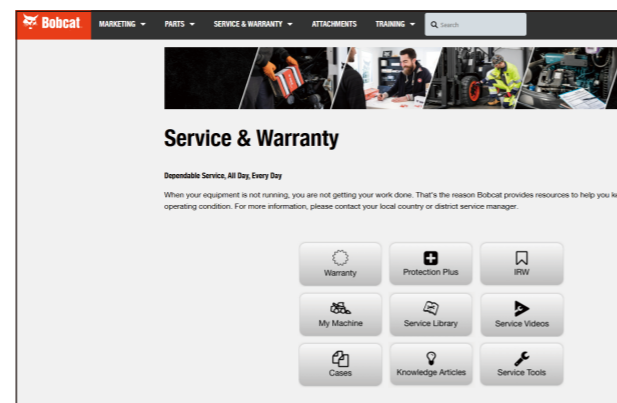 Bobcat MARKETING PARTS SERVICE & WARRANTY ATTACHMENTS TRAINING Search
Service & Warranty
Dependable Service, All Day, Every Day
When your equipment is not running, you are not getting your work done. That's the reason Bobcat provides resources to help you
operating condition. For more information, please contact your local country or district service manager.
Warranty Protection Plus IRW
My Machine Service Library Service Videos
Cases Knowledge Articles Service Tools